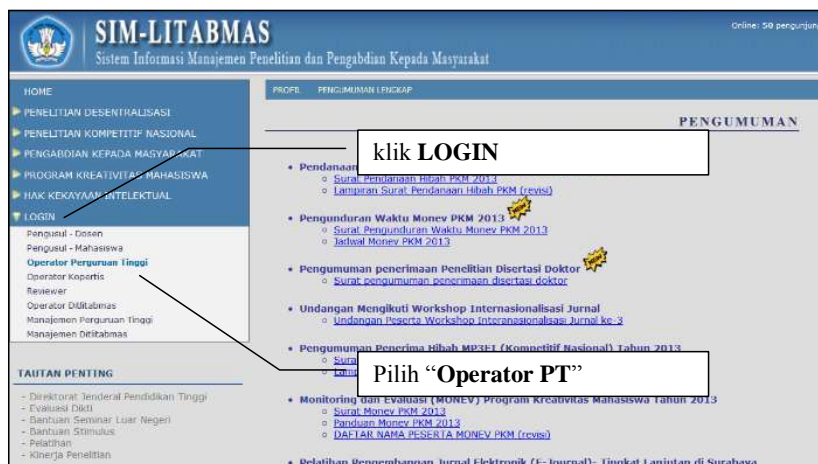 SIM-LITABMAS
Online: 50 pengunjung
Sistem Informasi Manajemen Penelitian dan Pengabdian Kepada Masyarakat
HOME
PENELITIAN DESENTRALISASI
PENELITIAN KOMPETITIF NASIONAL
PENGABDIAN KEPADA MASYARAKAT
PROGRAM KREATIVITAS MAHASISWA
HAK KEKAYAAN INTELEKTUAL
LOGIN
Pengusul - Dosen
Pengusul - Mahasiswa
Operator Perguruan Tinggi
Operator Kopertis
Reviewer
Operator Ditlitabmas
Manajemen Perguruan Tinggi
Manajemen Ditlitabmas
TAUTAN PENTING
- Direktorat Jenderal Pendidikan Tinggi
- Evaluasi Dikti
- Bantuan Seminar Luar Negeri
- Bantuan Stimulus
- Pelatihan
- Kinerja Penelitian
PROFIL PENGUMUMAN LENGKAP
PENGUMUMAN
klik LOGIN
Pendanaan
Surat Pendanaan Hibah PKM 2013
Lampiran Surat Pendanaan Hibah PKM (revisi)
Pengunduran Waktu Monev PKM 2013
Surat Pengunduran Waktu Monev PKM 2013
Jadwal Monev PKM 2013
Pengumuman penerimaan Penelitian Disertasi Doktor
Surat pengumuman penerimaan disertasi doktor
Undangan Mengikuti Workshop Internasionalisasi Jurnal
Undangan Peserta Workshop Interanasionalisasi Jurnal ke-3
Pengumuman Penerima Hibah MP3EI (Kompetitif Nasional) Tahun 2013
Pilih “Operator PT”
Monitoring dan Evaluasi (MONEV) Program Kreativitas Mahasiswa Tahun 2013
Surat Monev PKM 2013
Panduan Monev PKM 2013
DAFTAR NAMA PESERTA MONEV PKM (revisi)
Pelatihan Pengembangan Jurnal Elektronik (E-Journal)- Tingkat Lanjutan di Surabaya